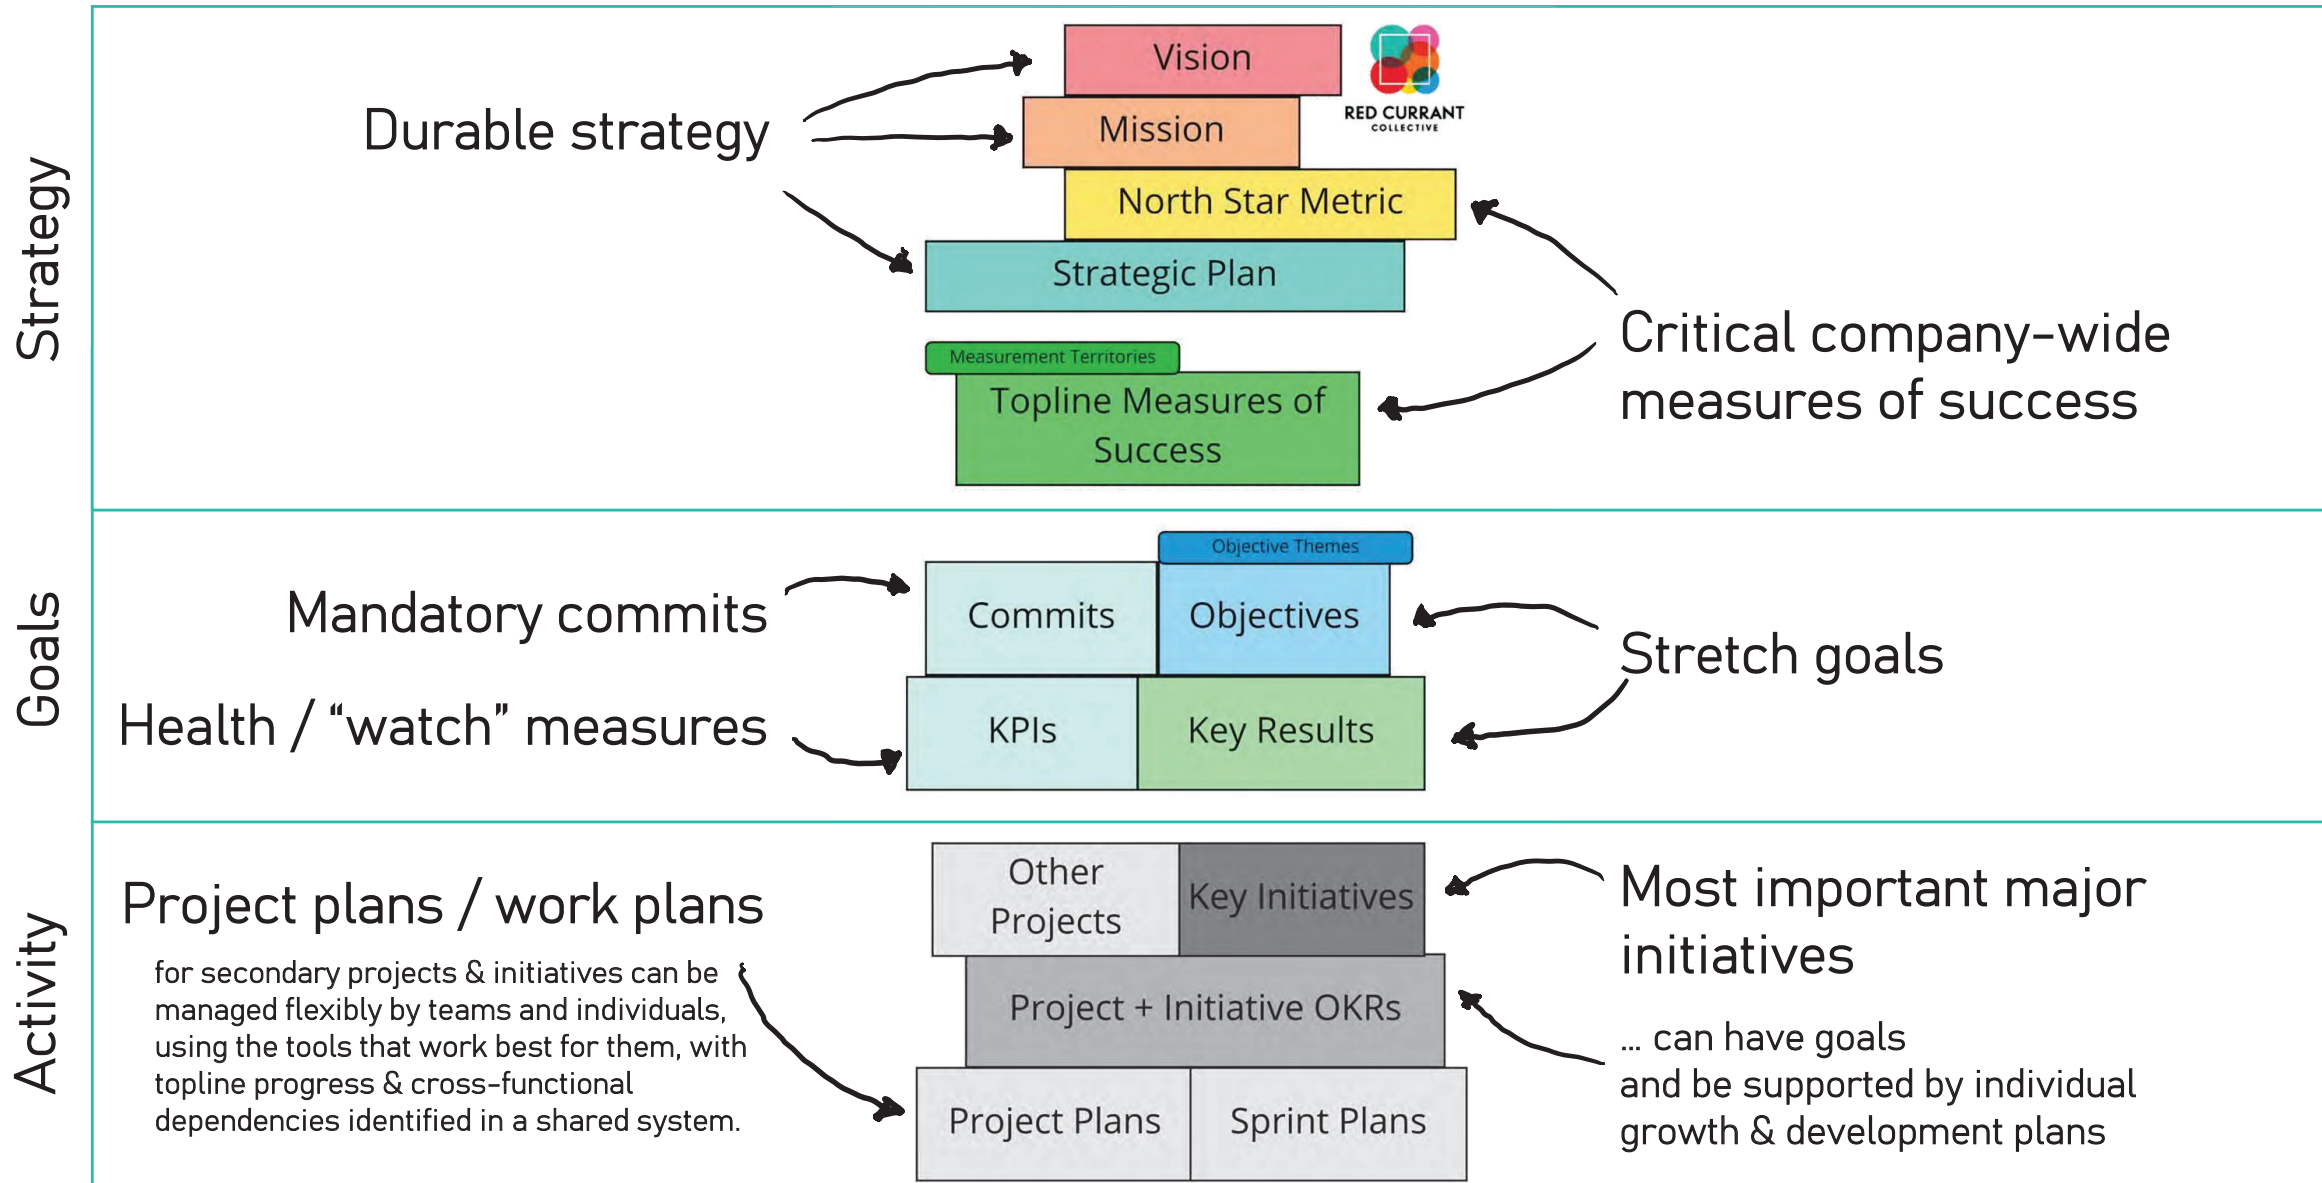 Strategy
Durable strategy
Vision
Mission
North Star Metric
Strategic Plan
Measurement Territories
Topline Measures of
Success
RED CURRANT
COLLECTIVE
Critical company-wide
measures of success
Goals
Mandatory commits
Health / “watch” measures
Objective Themes
Commits
Objectives
KPIs
Key Results
Stretch goals
Activity
Project plans / work plans
for secondary projects & initiatives can be
managed flexibly by teams and individuals,
using the tools that work best for them, with
topline progress & cross-functional
dependencies identified in a shared system.
Other
Projects
Key Initiatives
Project + Initiative OKRs
Project Plans
Sprint Plans
Most important major
initiatives
... can have goals
and be supported by individual
growth & development plans